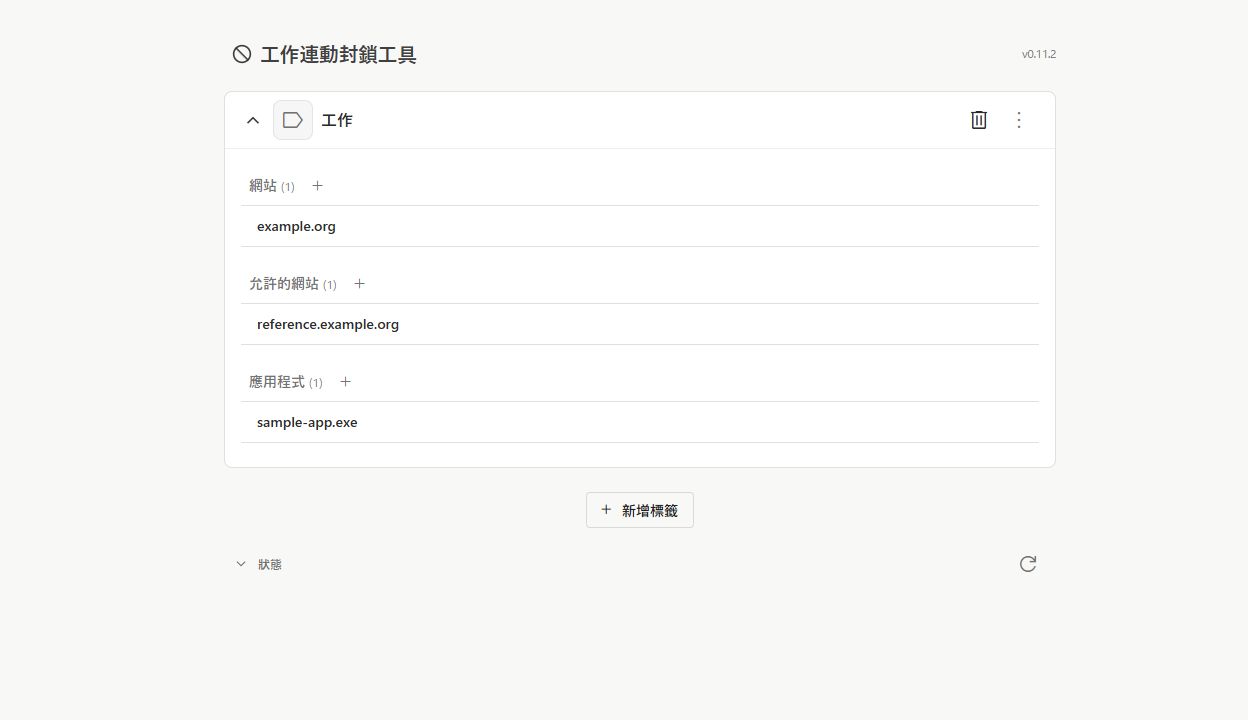 工作連動封鎖工具
v0.11.2
工作
網站 (1)
example.org
允許的網站 (1)
reference.example.org
應用程式 (1)
sample-app.exe
新增標籤
狀態